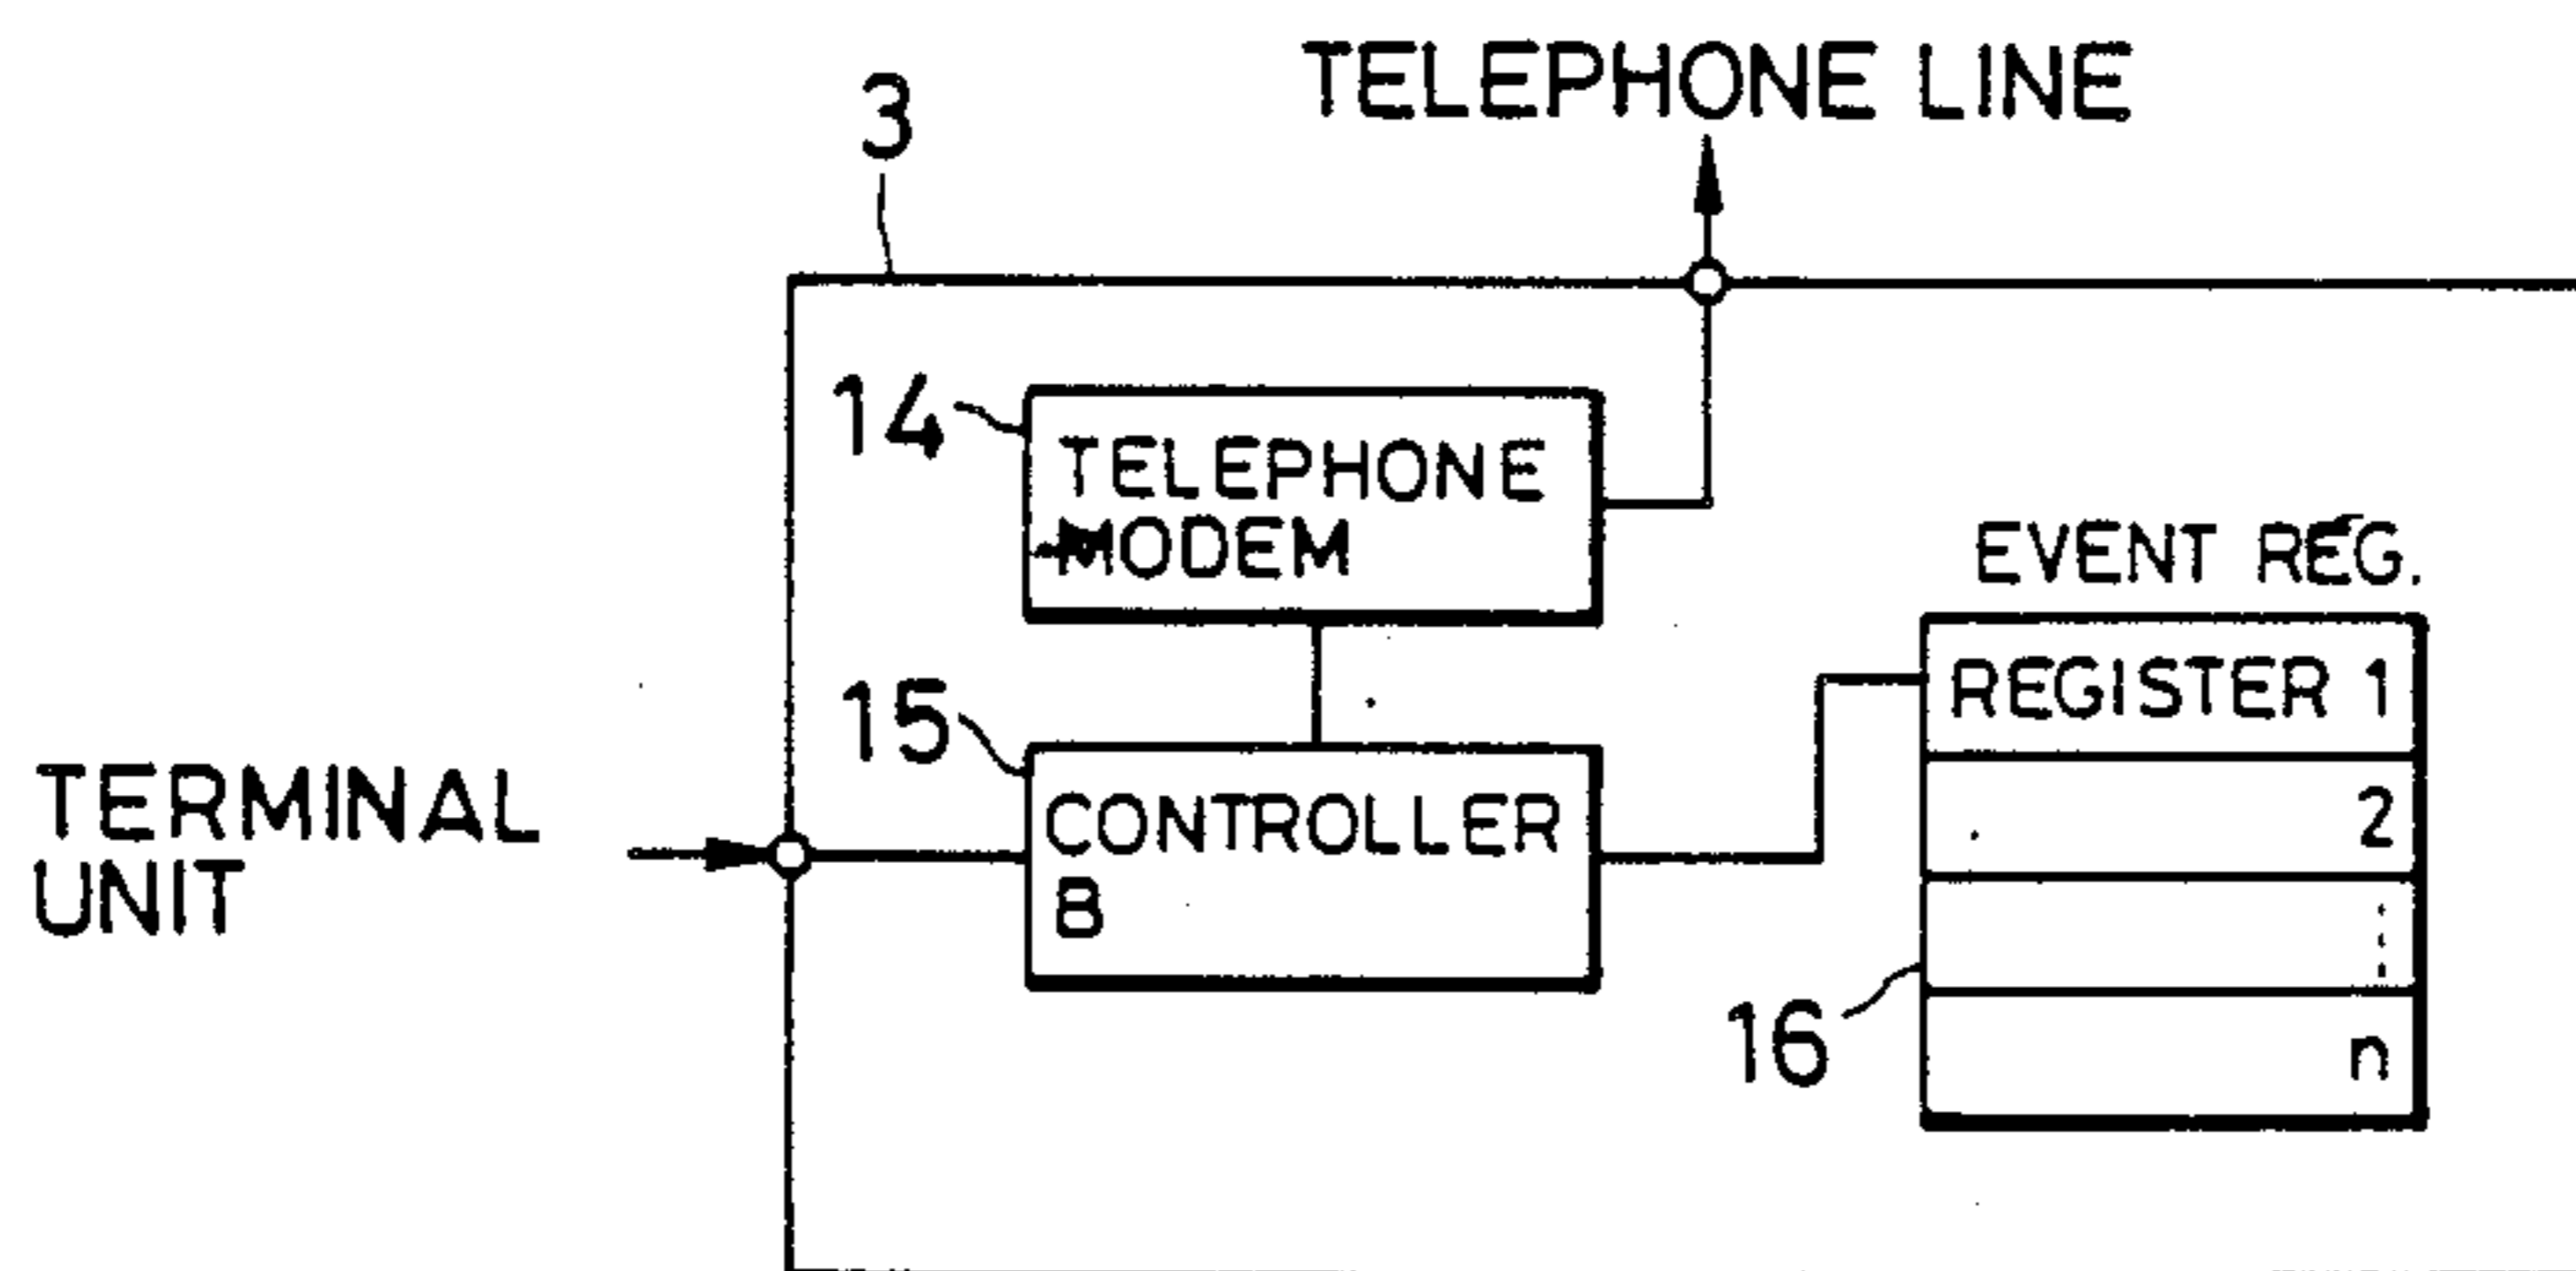 TELEPHONE LINE
3
14
TELEPHONE
MODEM
EVENT REG.
REGISTER 1
2
n
15
CONTROLLER
B
TERMINAL
UNIT
16